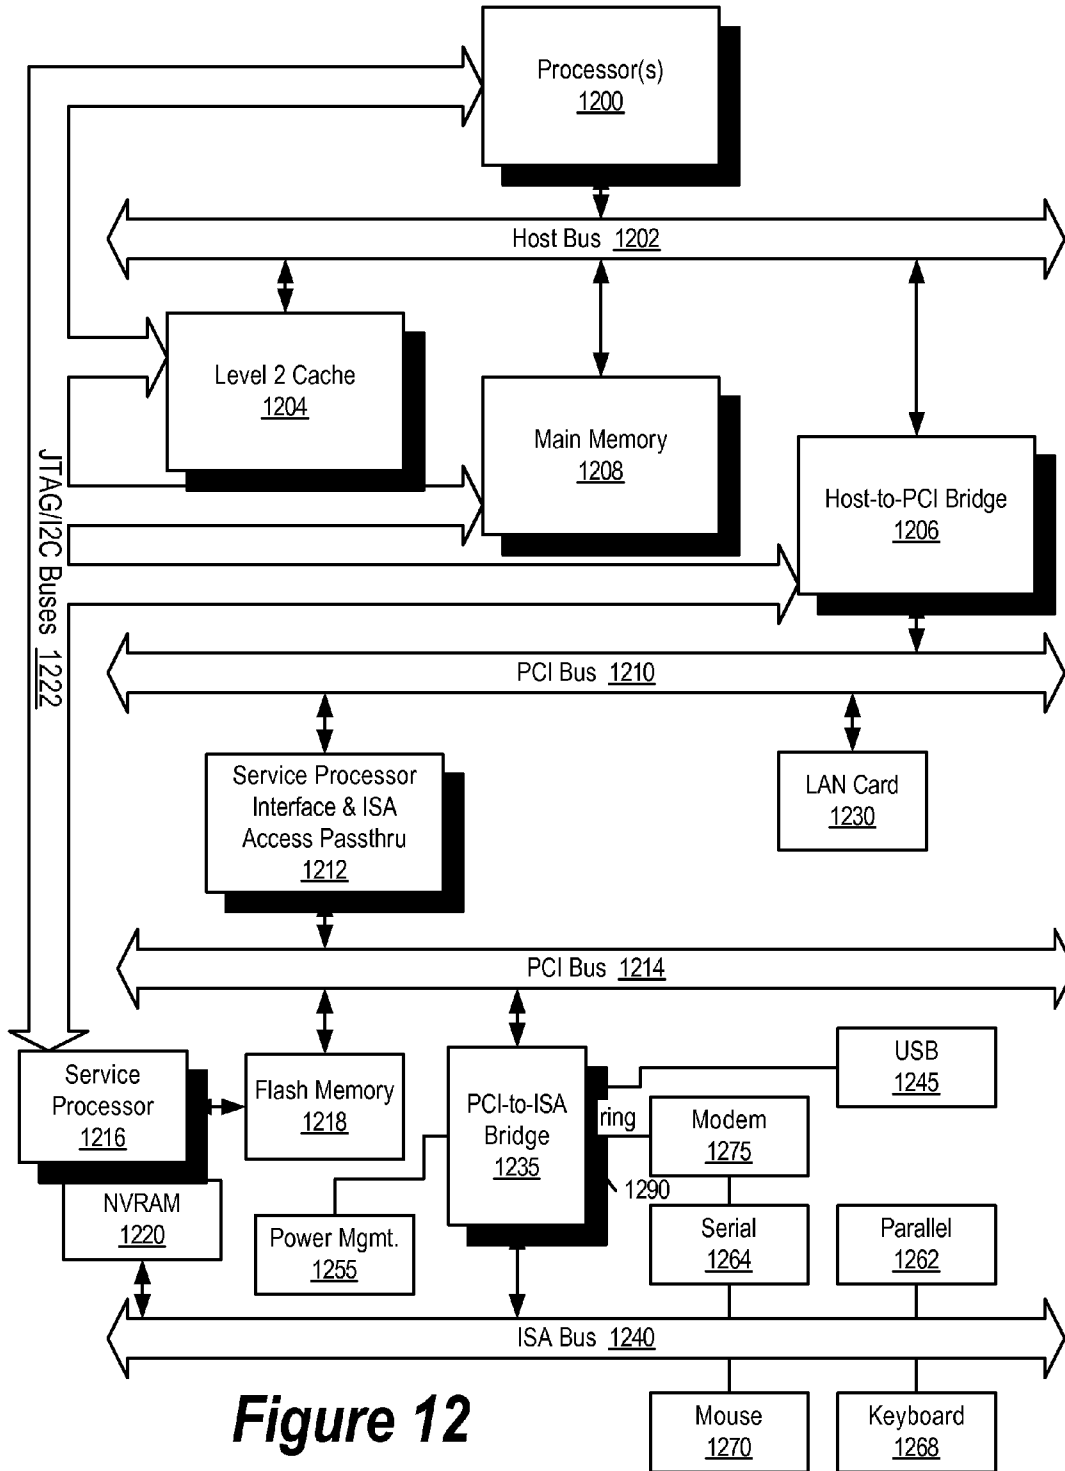 Processor(s)
1200
Host Bus 1202
Level 2 Cache
1204
Main Memory
1208
Host-to-PCI Bridge
1206
JTAG/I2C Buses 1222
PCI Bus 1210
Service Processor
Interface & ISA
Access Passthru
1212
LAN Card
1230
PCI Bus 1214
Service
Processor
1216
Flash Memory
1218
PCI-to-ISA
Bridge
1235
USB
1245
ring
Modem
1275
1290
NVRAM
1220
Power Mgmt.
1255
Serial
1264
Parallel
1262
ISA Bus 1240
Mouse
1270
Keyboard
1268
Figure 12